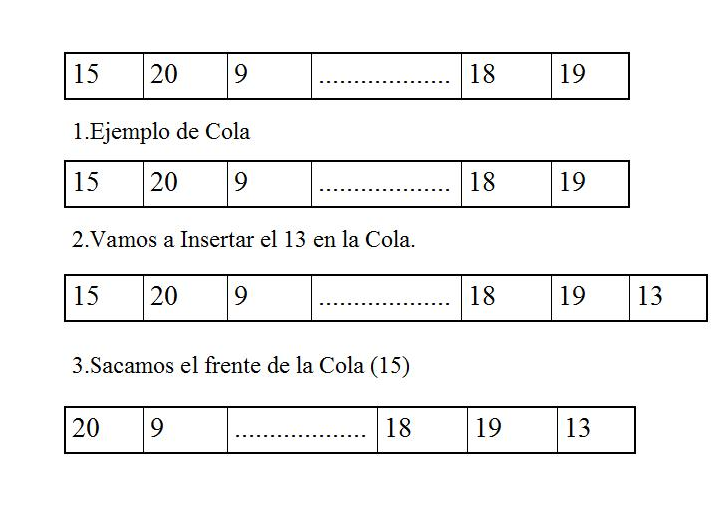 15 20 9 ................... 18 19
1.Ejemplo de Cola
15 20 9 ................... 18 19
2.Vamos a Insertar el 13 en la Cola.
15 20 9 ................... 18 19 13
3.Sacamos el frente de la Cola (15)
20 9 ................... 18 19 13